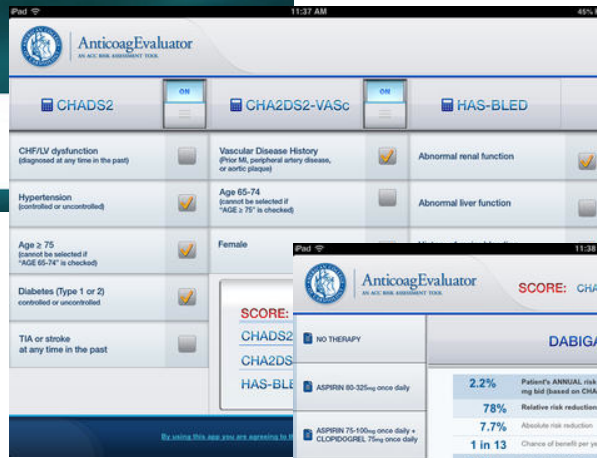 iPad
11:37 AM
45%
AnticoagEvaluator
AN ACC RISK ASSESSMENT TOOL
CHADS2
ON
CHA2DS2-VASc
ON
HAS-BLED
CHF/LV dysfunction
(diagnosed at any time in the past)
Hypertension
(controlled or uncontrolled)
Age ≥ 75
(cannot be selected if
"AGE 65-74" is checked)
Diabetes (Type 1 or 2)
controlled or uncontrolled
TIA or stroke
at any time in the past
Vascular Disease History
(Prior MI, peripheral artery disease,
or aortic plaque)
Age 65-74
(cannot be selected if
"AGE ≥ 75" is checked)
Female
Abnormal renal function
Abnormal liver function
SCORE:
CHADS2
CHA2DS
HAS-BLE
By using this app you are agreeing to th
iPad
11:38
AnticoagEvaluator
AN ACC RISK ASSESSMENT TOOL
SCORE: CHA
NO THERAPY
ASPIRIN 80-325mg once daily
ASPIRIN 75-100mg once daily +
CLOPIDOGREL 75mg once daily
DABIGA
2.2% Patient's ANNUAL risk
mg bid (based on CHA
78% Relative risk reduction
7.7% Absolute risk reduction
1 in 13 Chance of benefit per ye